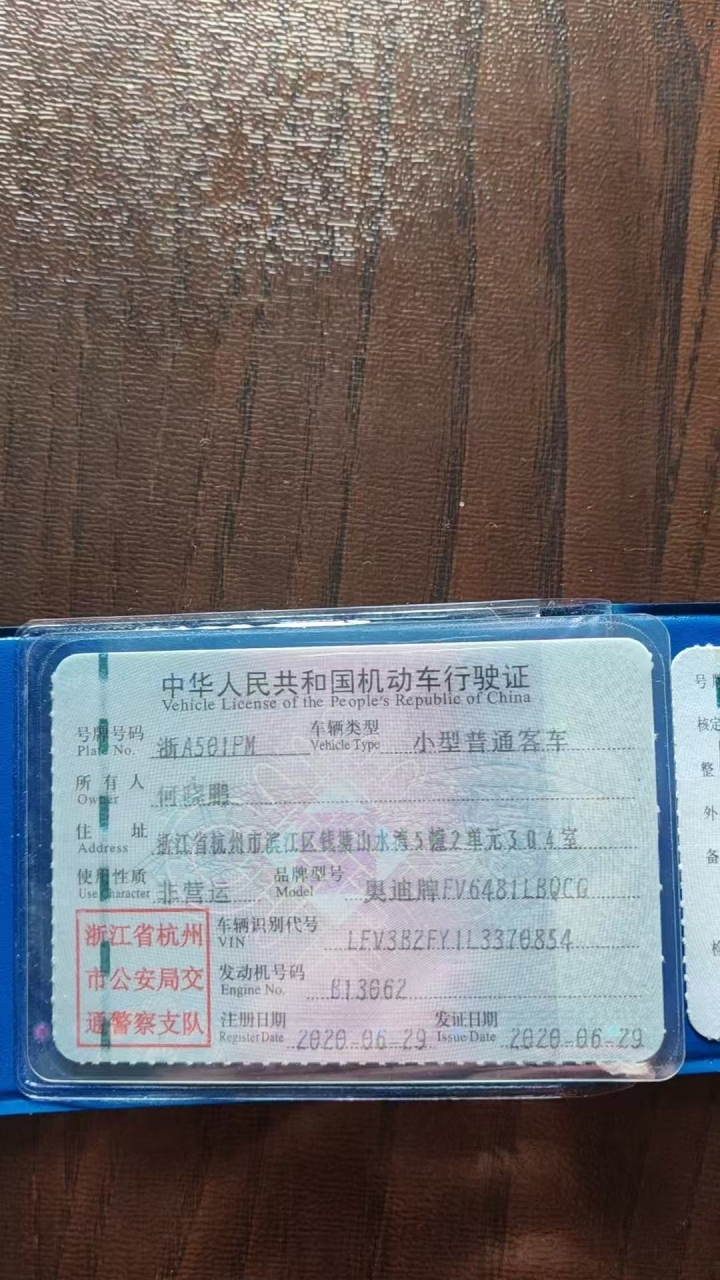 中华人民共和国机动车行驶证
Vehicle License of the People's Republic of China
号牌号码 浙A501PM 车辆类型 小型普通客车
Plate No. Vehicle Type
所有人 何晓鹏
Owner
住址 浙江省杭州市滨江区钱塘山水湾5幢2单元304室
Address
使用性质 非营运 品牌型号 奥迪牌FV6481LBQCG
Use Character Model
浙江省杭州
市公安局交
通警察支队
车辆识别代号 LFV3B2FY1L3370854
VIN
发动机号码 B13062
Engine No.
注册日期 2020-06-29 发证日期 2020-06-29
Register Date Issue Date
号
核定
整
外
备